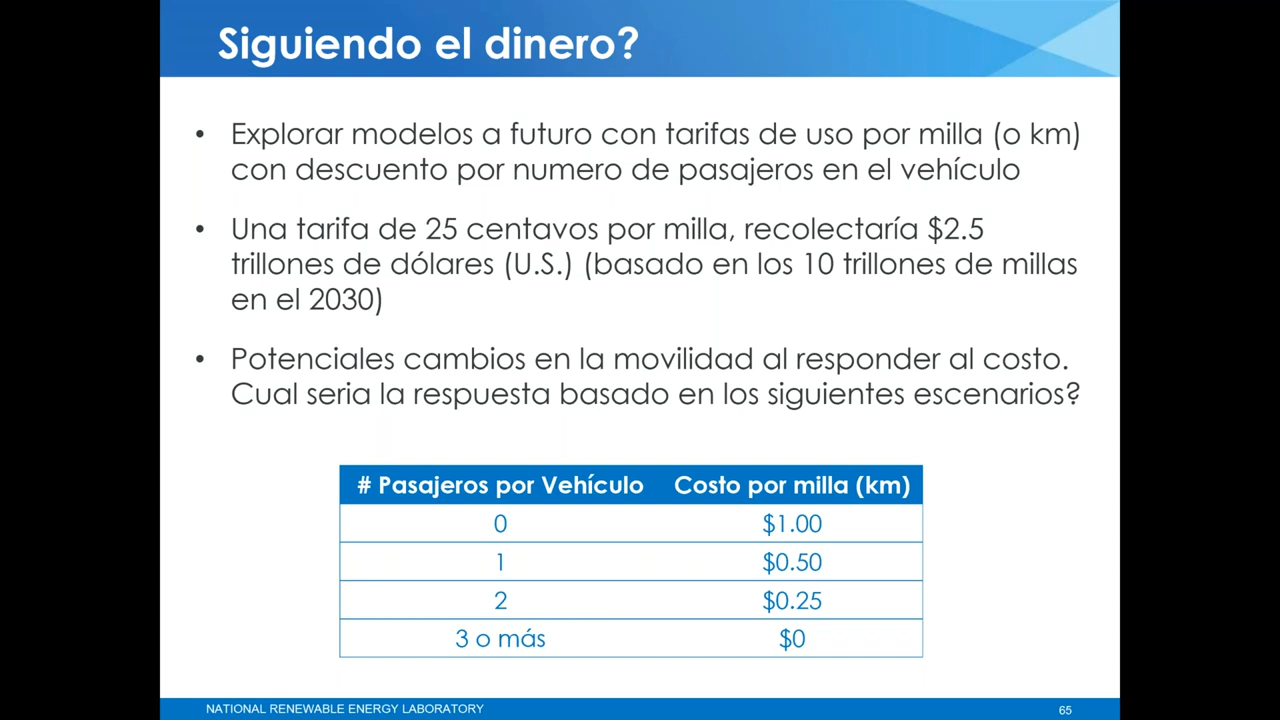 Siguiendo el dinero?
• Explorar modelos a futuro con tarifas de uso por milla (o km)
con descuento por numero de pasajeros en el vehículo
• Una tarifa de 25 centavos por milla, recolectaría $2.5
trillones de dólares (U.S.) (basado en los 10 trillones de millas
en el 2030)
• Potenciales cambios en la movilidad al responder al costo.
Cual seria la respuesta basado en los siguientes escenarios?
# Pasajeros por Vehículo Costo por milla (km)
0 $1.00
1 $0.50
2 $0.25
3 o más $0
NATIONAL RENEWABLE ENERGY LABORATORY 65